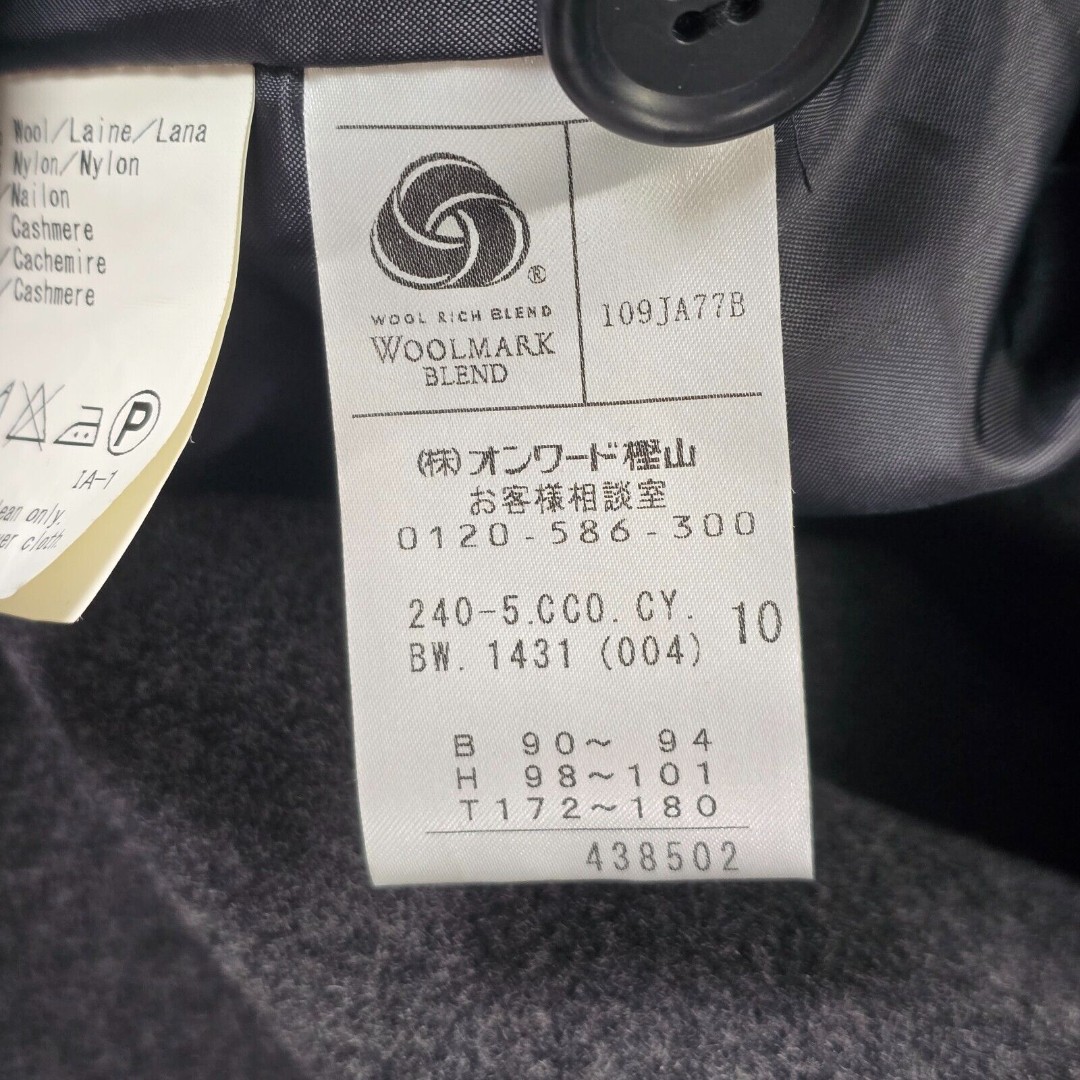 Wool/Laine/Lana
Nylon/Nylon
/Nailon
Cashmere
/Cachemire
/Cashmere
P
IA-1
only.
cloth
WOOL RICH BLEND
WOOLMARK
BLEND
®
109JA77B
(株)オンワード樫山
お客様相談室
0120-586-300
240-5.CCO. CY. 10
BW. 1431 (004)
B 90～ 94
H 98～101
T172～180
438502